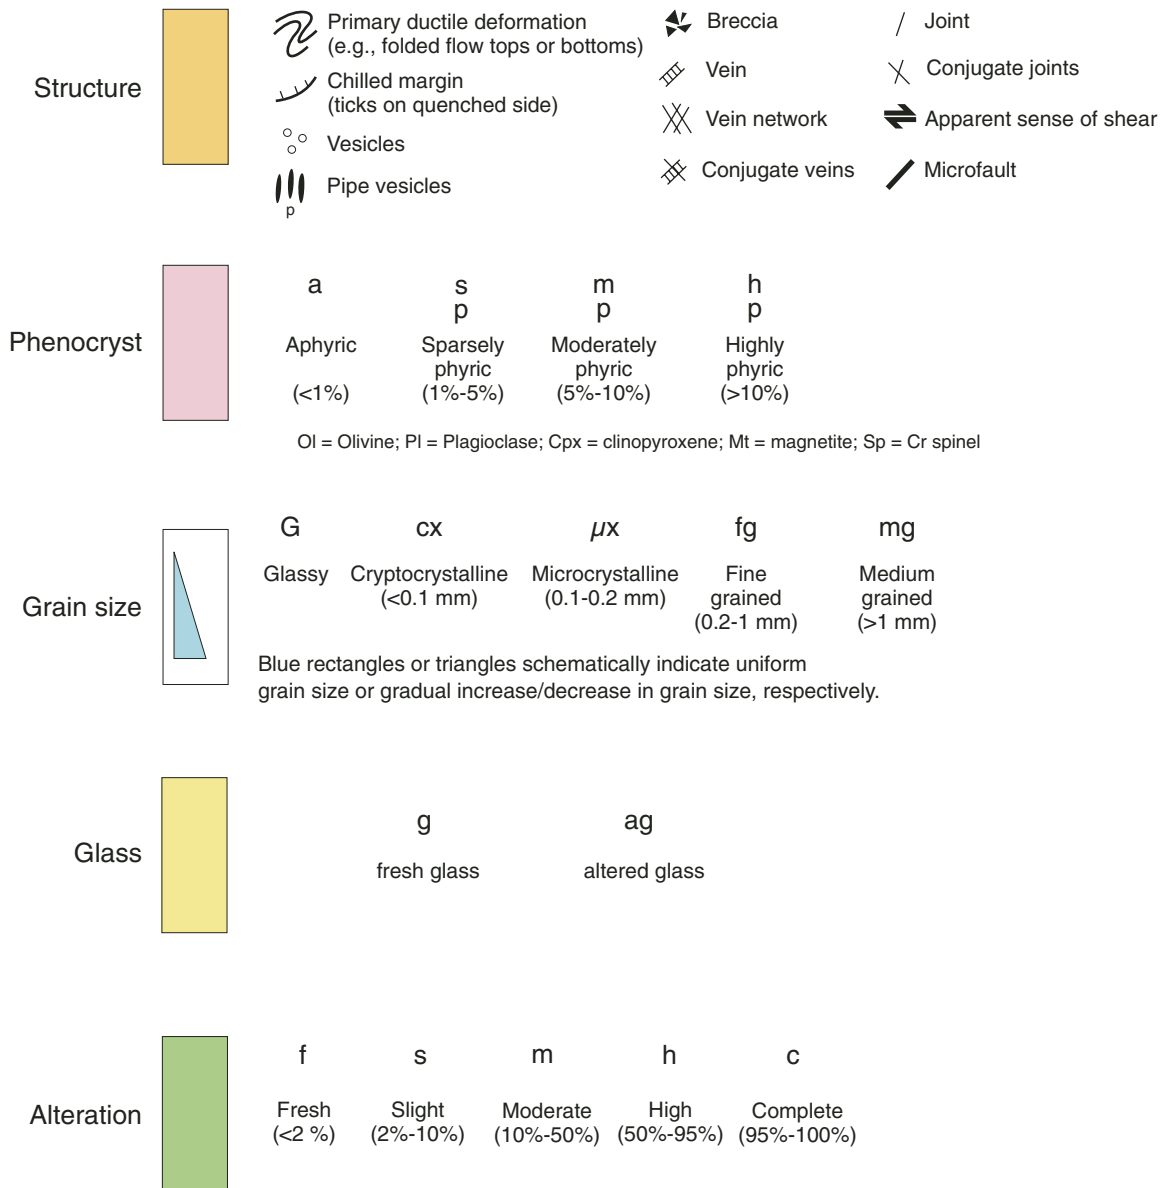 Structure
Primary ductile deformation
(e.g., folded flow tops or bottoms)
Chilled margin
(ticks on quenched side)
Vesicles
Pipe vesicles
p
Breccia
Vein
Vein network
Conjugate veins
Joint
Conjugate joints
Apparent sense of shear
Microfault
Phenocryst
a
s
p
m
p
h
p
Aphyric
(<1%)
Sparsely
phyric
(1%-5%)
Moderately
phyric
(5%-10%)
Highly
phyric
(>10%)
Ol = Olivine; Pl = Plagioclase; Cpx = clinopyroxene; Mt = magnetite; Sp = Cr spinel
Grain size
G
Glassy
cx
Cryptocrystalline
(<0.1 mm)
µx
Microcrystalline
(0.1-0.2 mm)
fg
Fine
grained
(0.2-1 mm)
mg
Medium
grained
(>1 mm)
Blue rectangles or triangles schematically indicate uniform
grain size or gradual increase/decrease in grain size, respectively.
Glass
g
fresh glass
ag
altered glass
Alteration
f
Fresh
(<2 %)
s
Slight
(2%-10%)
m
Moderate
(10%-50%)
h
High
(50%-95%)
c
Complete
(95%-100%)